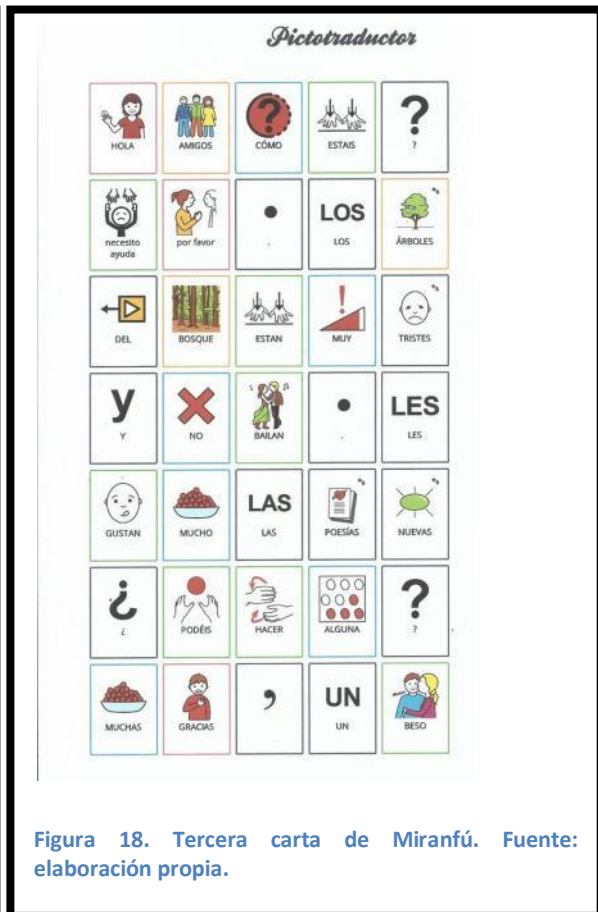 Pictotraductor
HOLA AMIGOS CÓMO ESTAIS ? ?
necesito ayuda por favor . . LOS LOS ÁRBOLES
DEL BOSQUE ESTAN ! MUY TRISTES
y Y NO BAILAN . . LES LES
GUSTAN MUCHO LAS LAS POESÍAS NUEVAS
¿ ¿ PODÉIS HACER ALGUNA ? ?
MUCHAS GRACIAS , UN UN BESO
Figura 18. Tercera carta de Miranfú. Fuente:
elaboración propia.